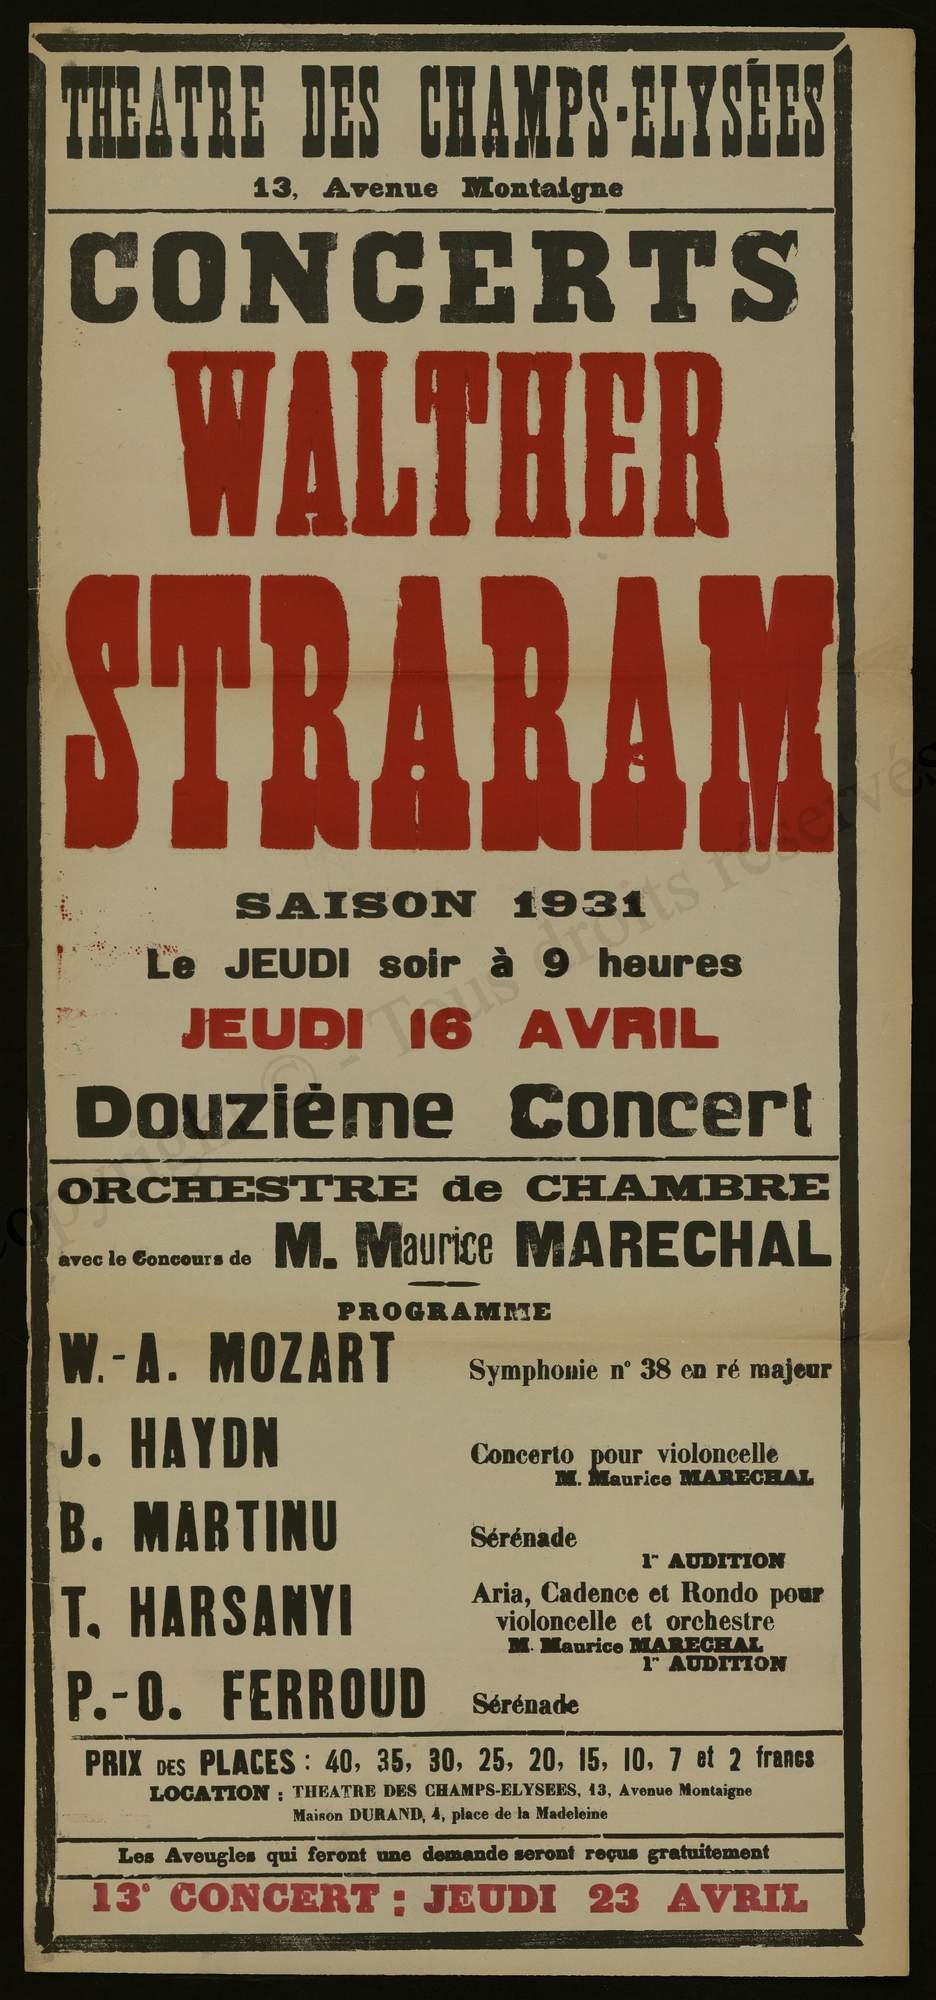 THEATRE DES CHAMPS-ELYSÉES
13, Avenue Montaigne
CONCERTS
WALTHER
STRARAM
SAISON 1931
Le JEUDI soir à 9 heures
JEUDI 16 AVRIL
Douzième Concert
ORCHESTRE de CHAMBRE
avec le Concours de M. Maurice MARECHAL
PROGRAMME
W.-A. MOZART Symphonie n° 38 en ré majeur
J. HAYDN Concerto pour violoncelle
M. Maurice MARECHAL
B. MARTINU Sérénade
1re AUDITION
T. HARSANYI Aria, Cadence et Rondo pour
violoncelle et orchestre
M. Maurice MARECHAL
1re AUDITION
P.-O. FERROUD Sérénade
PRIX DES PLACES : 40, 35, 30, 25, 20, 15, 10, 7 et 2 francs
LOCATION : THEATRE DES CHAMPS-ELYSEES, 13, Avenue Montaigne
Maison DURAND, 4, place de la Madeleine
Les Aveugles qui feront une demande seront reçus gratuitement
13e CONCERT : JEUDI 23 AVRIL
Copyright © - Tous droits réservés